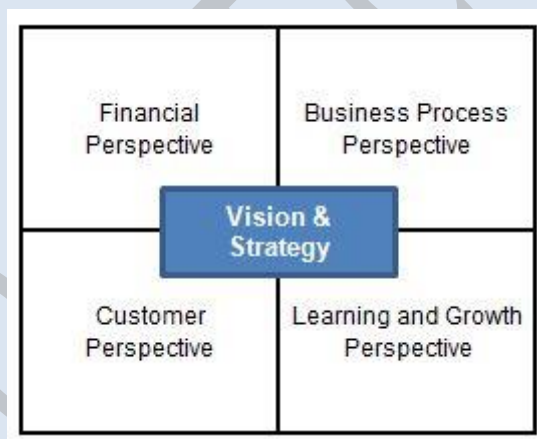 Financial
Perspective
Business Process
Perspective
Vision &
Strategy
Customer
Perspective
Learning and Growth
Perspective